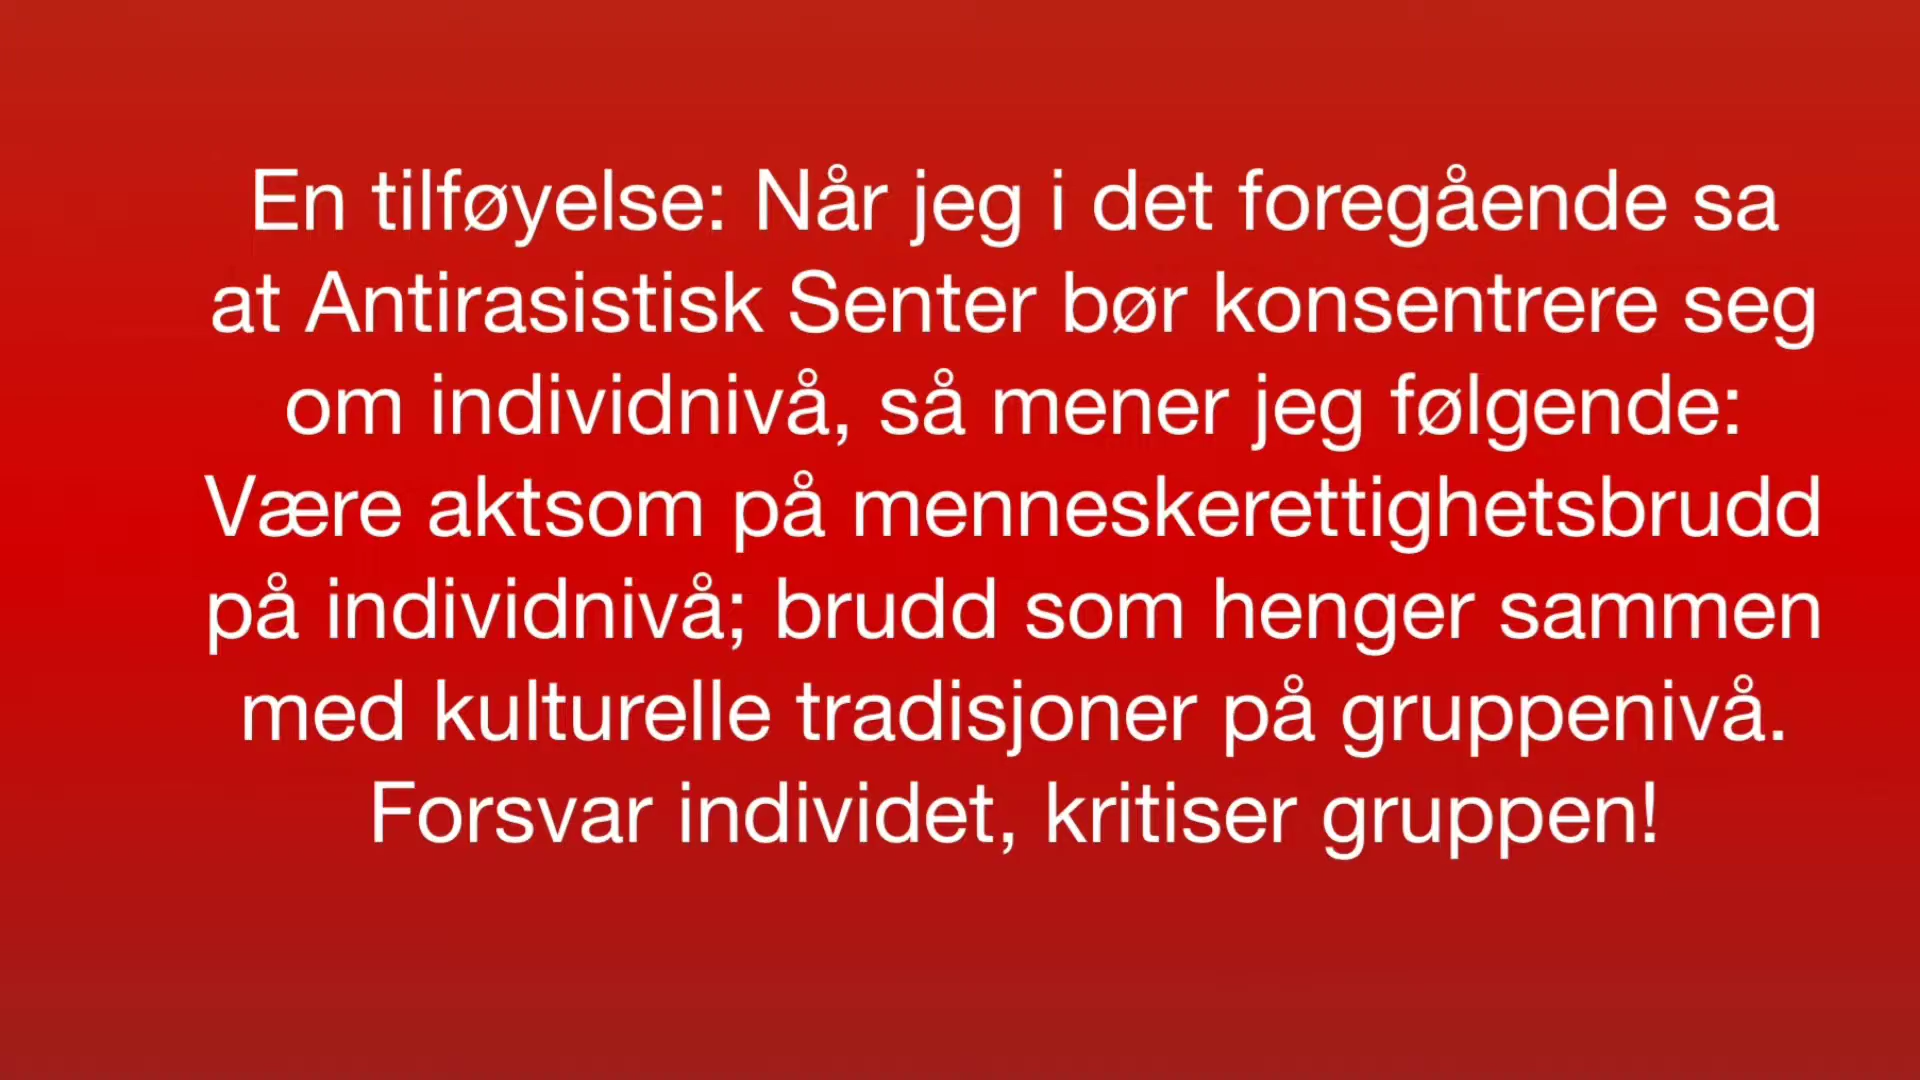 En tilføyelse: Når jeg i det foregående sa
at Antirasistisk Senter bør konsentrere seg
om individnivå, så mener jeg følgende:
Være aktsom på menneskerettighetsbrudd
på individnivå; brudd som henger sammen
med kulturelle tradisjoner på gruppenivå.
Forsvar individet, kritiser gruppen!